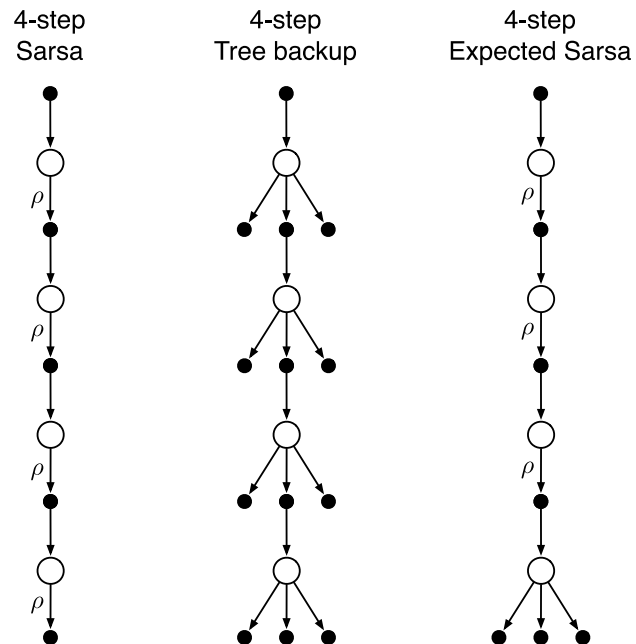 4-step
Sarsa
4-step
Tree backup
4-step
Expected Sarsa
ρ
ρ
ρ
ρ
ρ
ρ
ρ